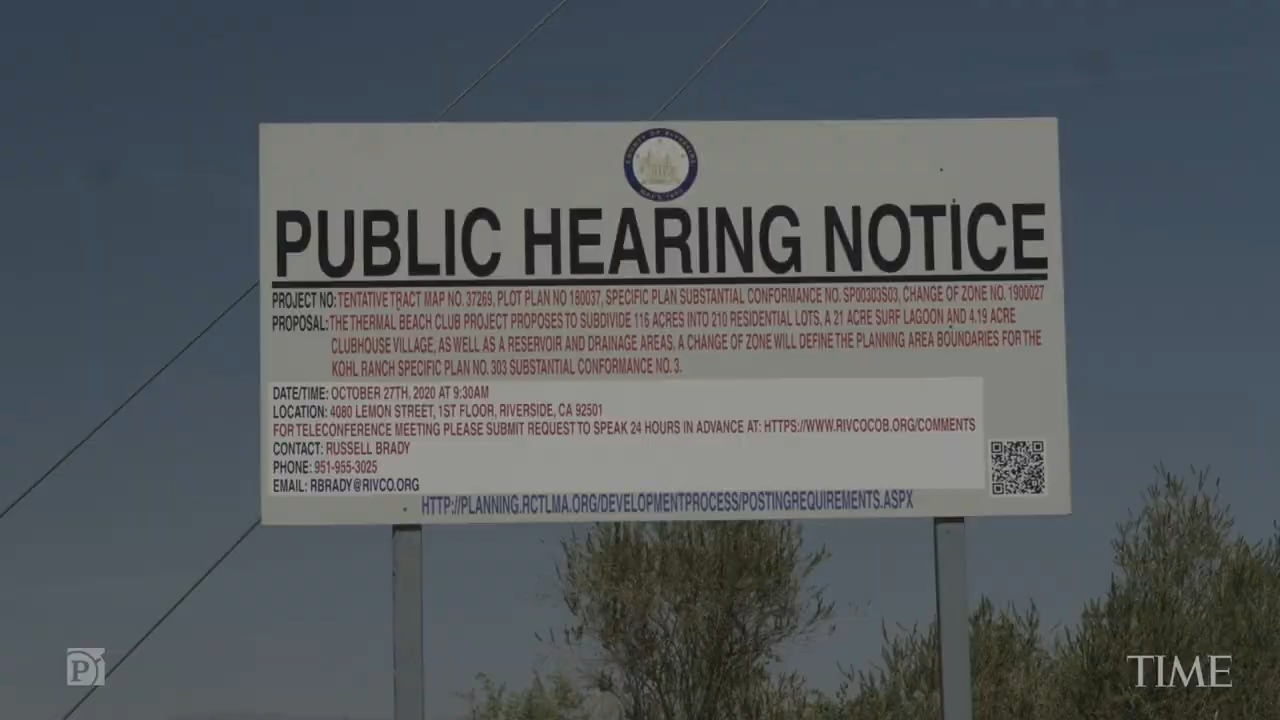 COUNTY OF RIVERSIDE
PUBLIC HEARING NOTICE
PROJECT NO: TENTATIVE TRACT MAP NO. 37269, PLOT PLAN NO 180037, SPECIFIC PLAN SUBSTANTIAL CONFORMANCE NO. SP00303S03, CHANGE OF ZONE NO. 1900027
PROPOSAL: THE THERMAL BEACH CLUB PROJECT PROPOSES TO SUBDIVIDE 116 ACRES INTO 210 RESIDENTIAL LOTS, A 21 ACRE SURF LAGOON AND 4.19 ACRE
CLUBHOUSE VILLAGE, AS WELL AS A RESERVOIR AND DRAINAGE AREAS. A CHANGE OF ZONE WILL DEFINE THE PLANNING AREA BOUNDARIES FOR THE
KOHL RANCH SPECIFIC PLAN NO. 303 SUBSTANTIAL CONFORMANCE NO. 3.
DATE/TIME: OCTOBER 27TH, 2020 AT 9:30AM
LOCATION: 4080 LEMON STREET, 1ST FLOOR, RIVERSIDE, CA 92501
FOR TELECONFERENCE MEETING PLEASE SUBMIT REQUEST TO SPEAK 24 HOURS IN ADVANCE AT: HTTPS://WWW.RIVCOCOB.ORG/COMMENTS
CONTACT: RUSSELL BRADY
PHONE: 951-955-3025
EMAIL: RBRADY@RIVCO.ORG
HTTP://PLANNING.RCTLMA.ORG/DEVELOPMENTPROCESS/POSTINGREQUIREMENTS.ASPX
P
TIME